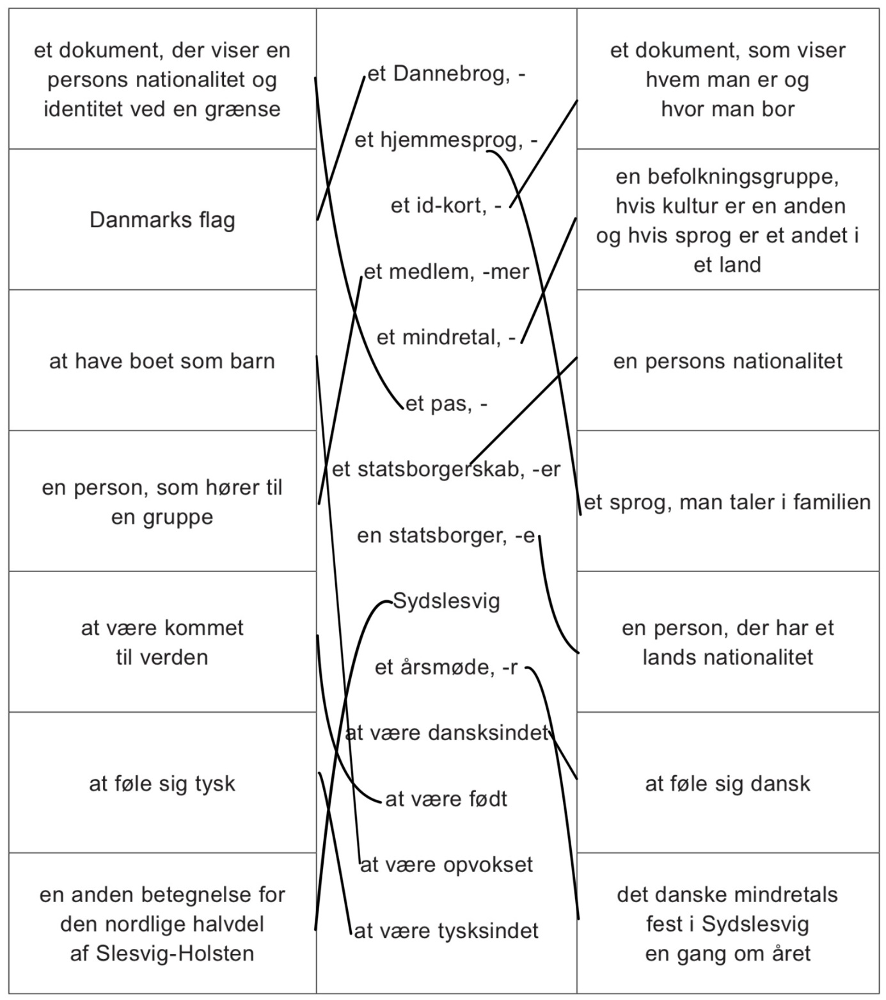 et dokument, der viser en
persons nationalitet og
identitet ved en grænse
Danmarks flag
at have boet som barn
en person, som hører til
en gruppe
at være kommet
til verden
at føle sig tysk
en anden betegnelse for
den nordlige halvdel
af Slesvig-Holsten
et Dannebrog, -
et hjemmesprog, -
et id-kort, -
et medlem, -mer
et mindretal, -
et pas, -
et statsborgerskab, -er
en statsborger, -e
Sydslesvig
et årsmøde, -r
at være dansksindet
at være født
at være opvokset
at være tysksindet
et dokument, som viser
hvem man er og
hvor man bor
en befolkningsgruppe,
hvis kultur er en anden
og hvis sprog er et andet i
et land
en persons nationalitet
et sprog, man taler i familien
en person, der har et
lands nationalitet
at føle sig dansk
det danske mindretals
fest i Sydslesvig
en gang om året